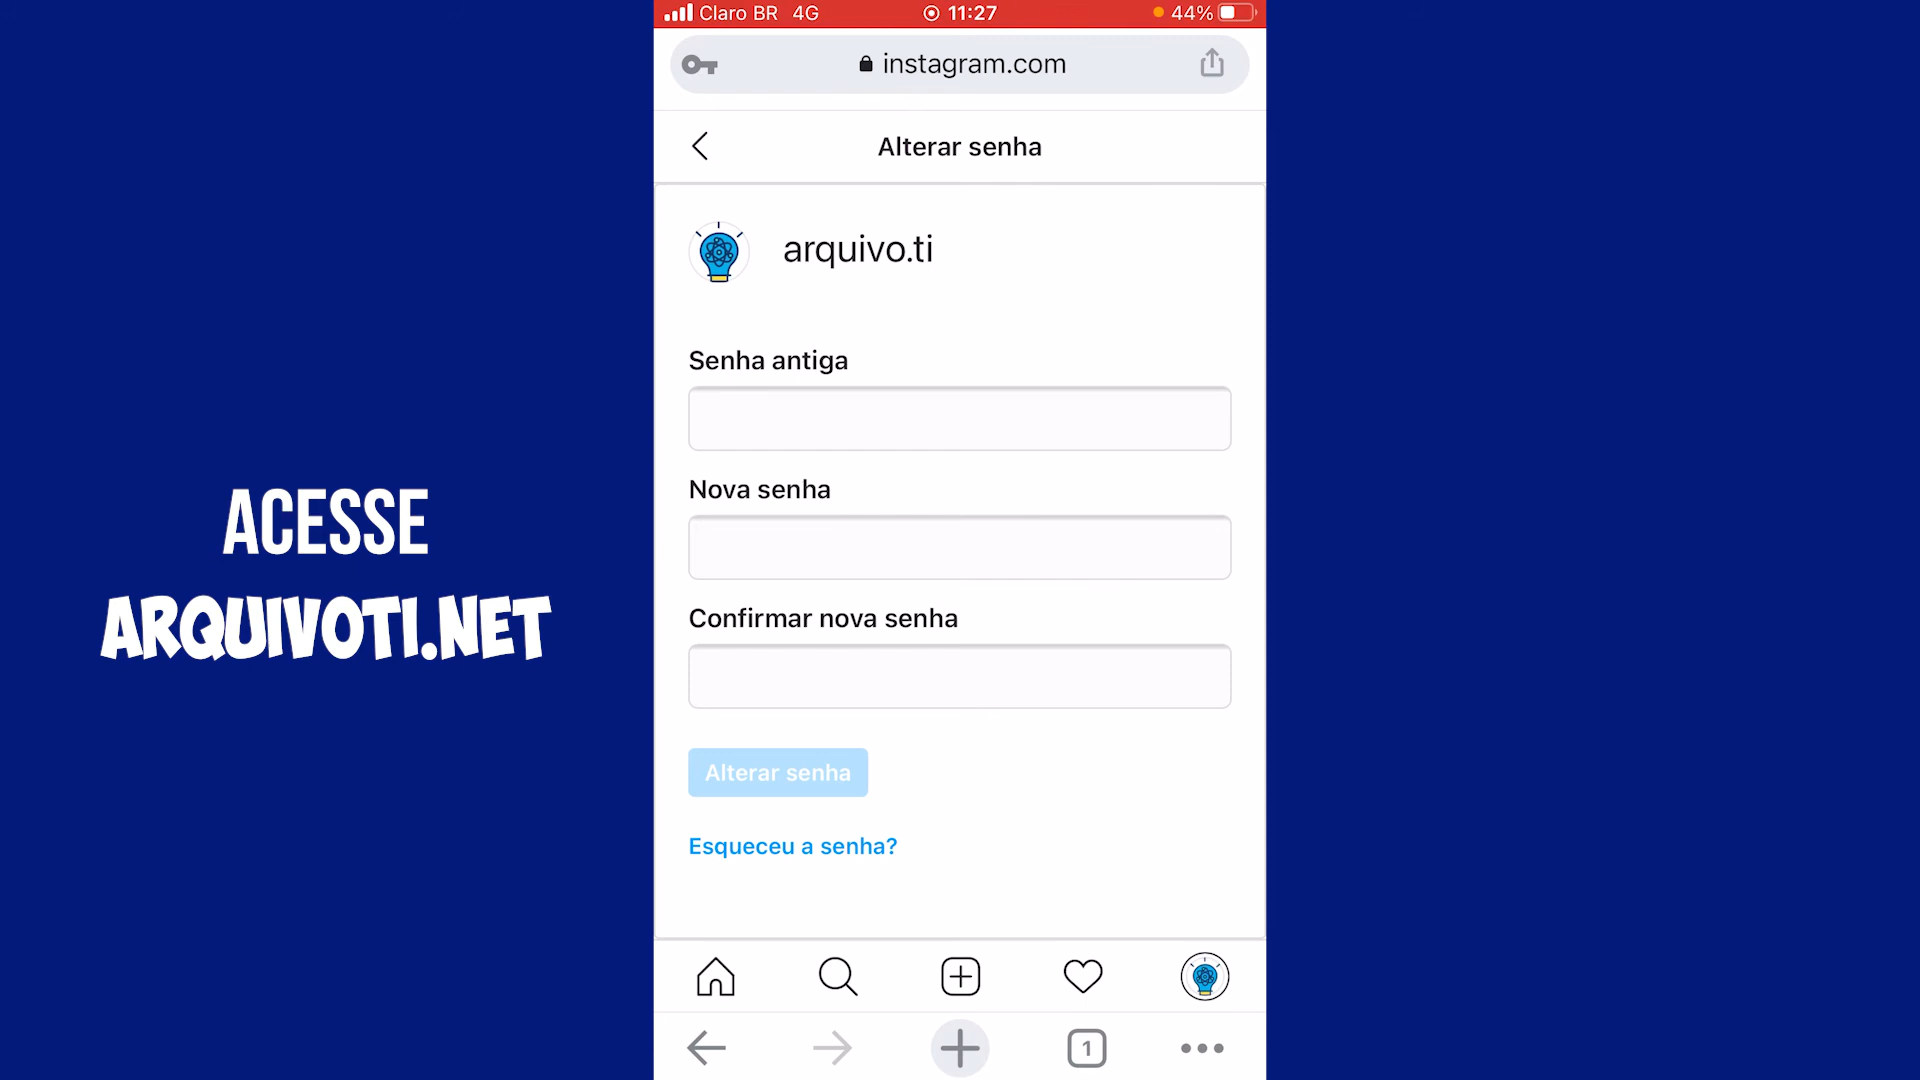 Claro BR 4G 11:27 44%
instagram.com
Alterar senha
arquivo.ti
Senha antiga
Nova senha
Confirmar nova senha
Alterar senha
Esqueceu a senha?
1
ACESSE
ARQUIVOTI.NET